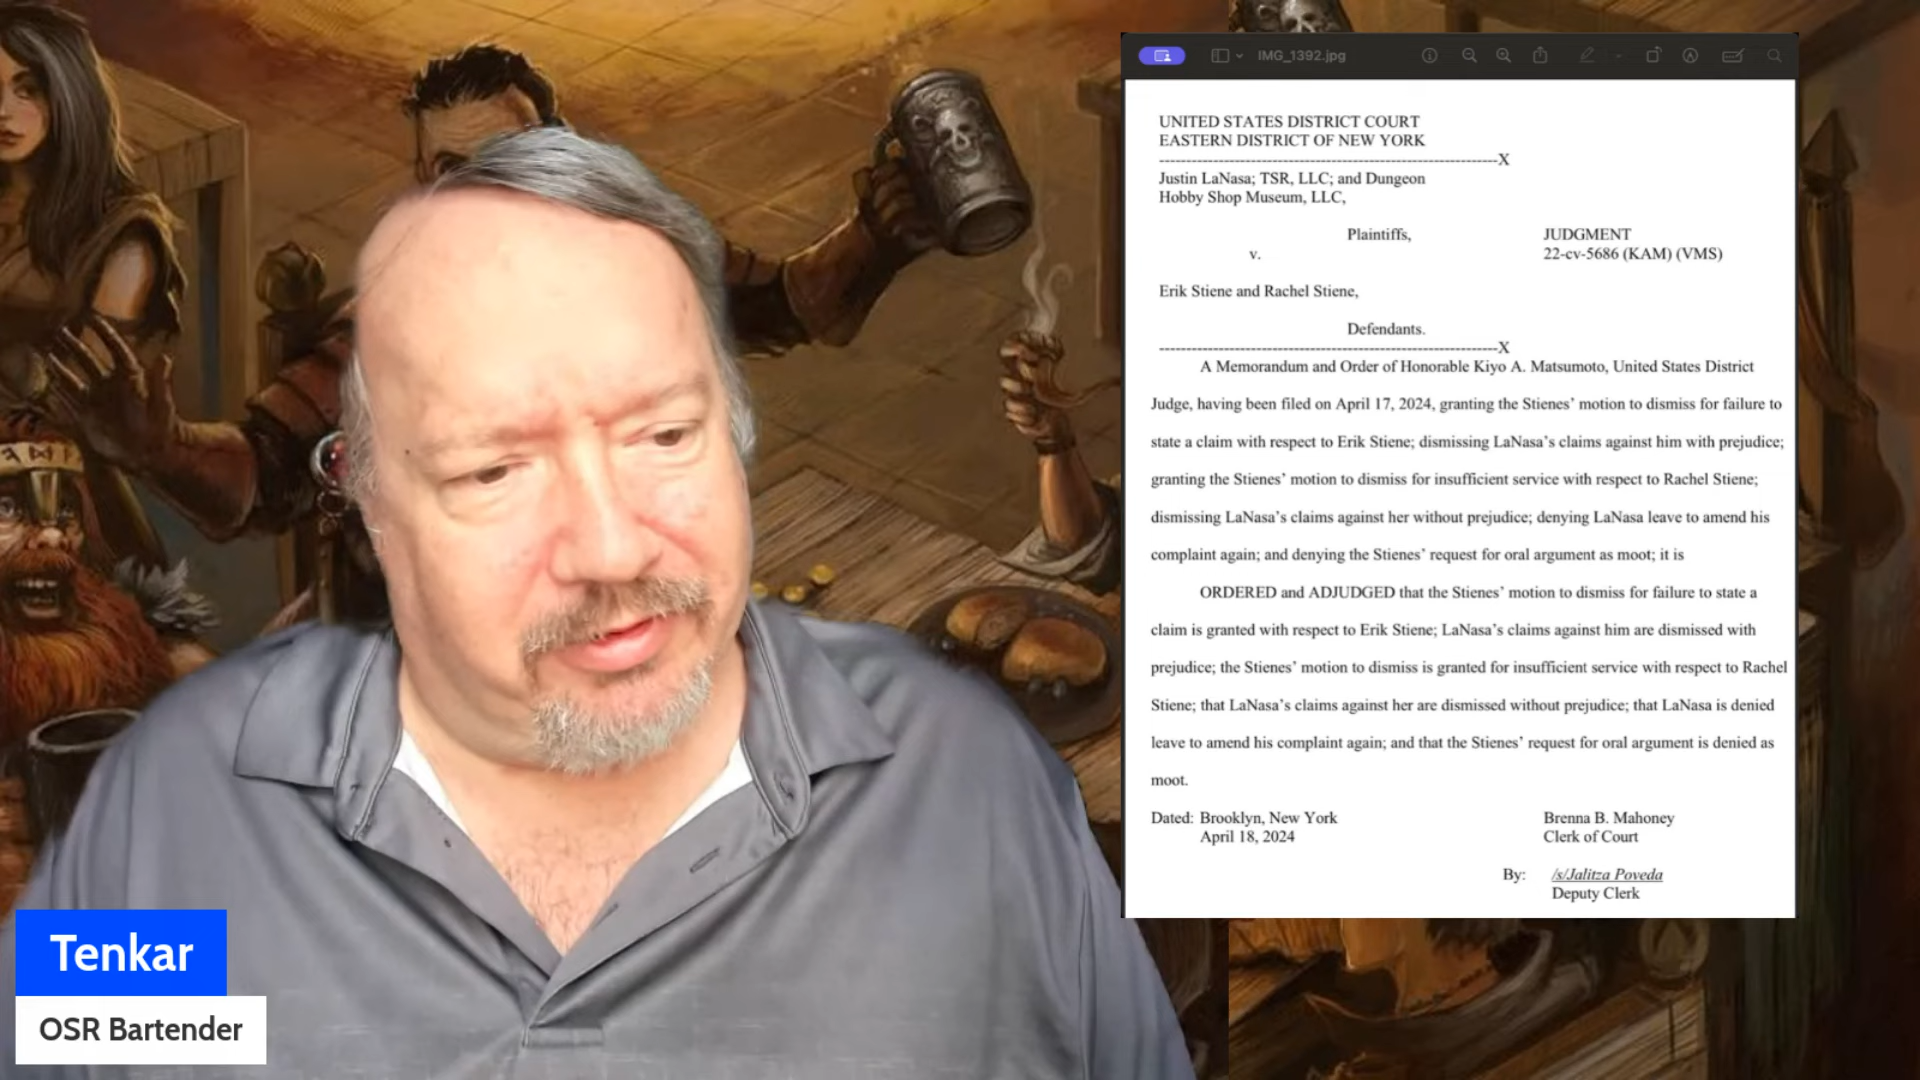 IMG_1392.jpg
UNITED STATES DISTRICT COURT
EASTERN DISTRICT OF NEW YORK
----------------------------------------------------------------X
Justin LaNasa; TSR, LLC; and Dungeon
Hobby Shop Museum, LLC,
Plaintiffs,
JUDGMENT
v.
22-cv-5686 (KAM) (VMS)
Erik Stiene and Rachel Stiene,
Defendants.
----------------------------------------------------------------X
A Memorandum and Order of Honorable Kiyo A. Matsumoto, United States District
Judge, having been filed on April 17, 2024, granting the Stienes’ motion to dismiss for failure to
state a claim with respect to Erik Stiene; dismissing LaNasa’s claims against him with prejudice;
granting the Stienes’ motion to dismiss for insufficient service with respect to Rachel Stiene;
dismissing LaNasa’s claims against her without prejudice; denying LaNasa leave to amend his
complaint again; and denying the Stienes’ request for oral argument as moot; it is
ORDERED and ADJUDGED that the Stienes’ motion to dismiss for failure to state a
claim is granted with respect to Erik Stiene; LaNasa’s claims against him are dismissed with
prejudice; the Stienes’ motion to dismiss is granted for insufficient service with respect to Rachel
Stiene; that LaNasa’s claims against her are dismissed without prejudice; that LaNasa is denied
leave to amend his complaint again; and that the Stienes’ request for oral argument is denied as
moot.
Dated: Brooklyn, New York
April 18, 2024
Brenna B. Mahoney
Clerk of Court
By: /s/Jalitza Poveda
Deputy Clerk
Tenkar
OSR Bartender